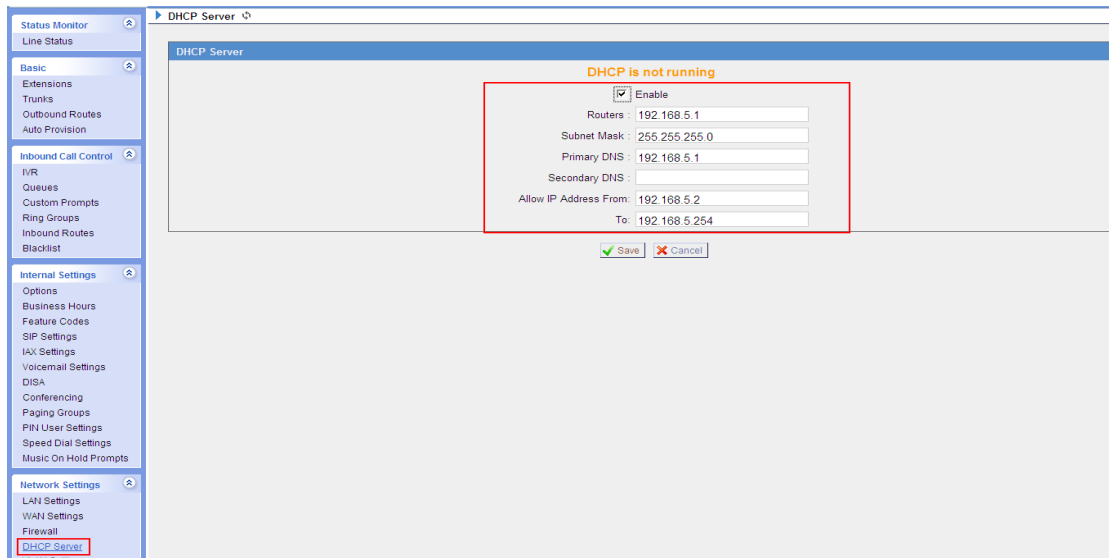 DHCP Server
Status Monitor
Line Status
Basic
Extensions
Trunks
Outbound Routes
Auto Provision
Inbound Call Control
IVR
Queues
Custom Prompts
Ring Groups
Inbound Routes
Blacklist
Internal Settings
Options
Business Hours
Feature Codes
SIP Settings
IAX Settings
Voicemail Settings
DISA
Conferencing
Paging Groups
PIN User Settings
Speed Dial Settings
Music On Hold Prompts
Network Settings
LAN Settings
WAN Settings
Firewall
DHCP Server
DHCP Server
DHCP is not running
Enable
Routers : 192.168.5.1
Subnet Mask : 255.255.255.0
Primary DNS : 192.168.5.1
Secondary DNS :
Allow IP Address From: 192.168.5.2
To: 192.168.5.254
Save Cancel